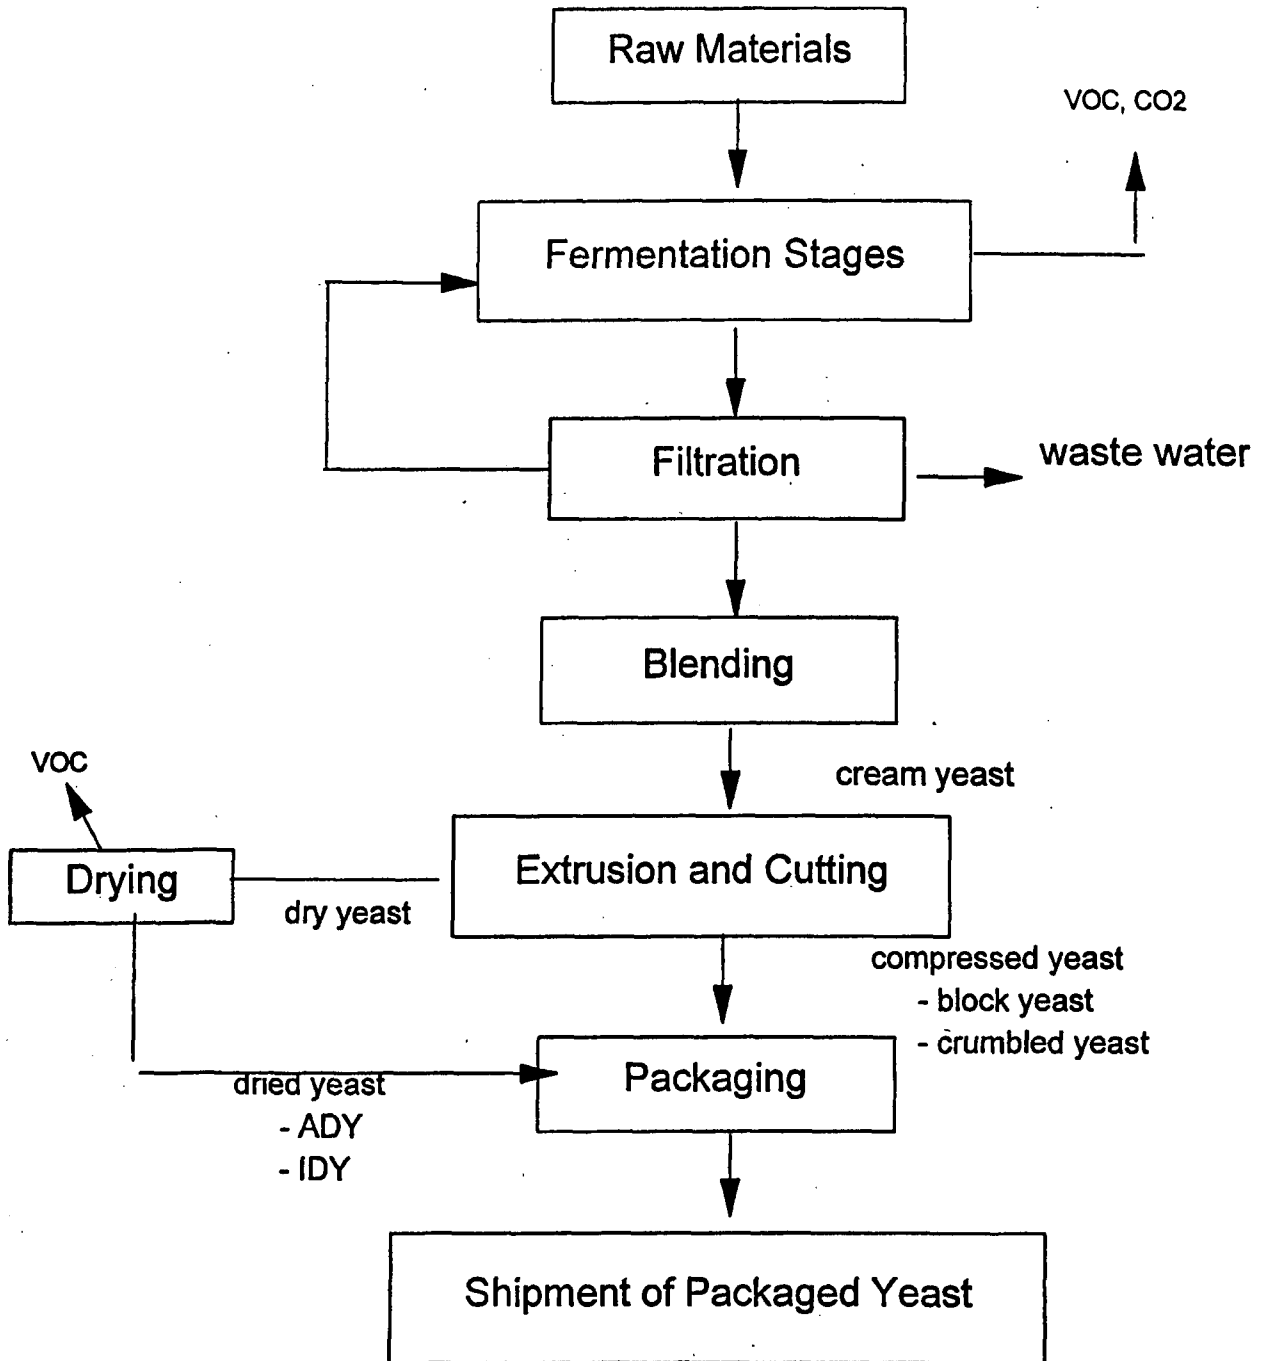 Raw Materials
VOC, CO2
Fermentation Stages
Filtration
waste water
Blending
VOC
cream yeast
Drying
Extrusion and Cutting
dry yeast
compressed yeast
- block yeast
- crumbled yeast
Packaging
dried yeast
- ADY
- IDY
Shipment of Packaged Yeast